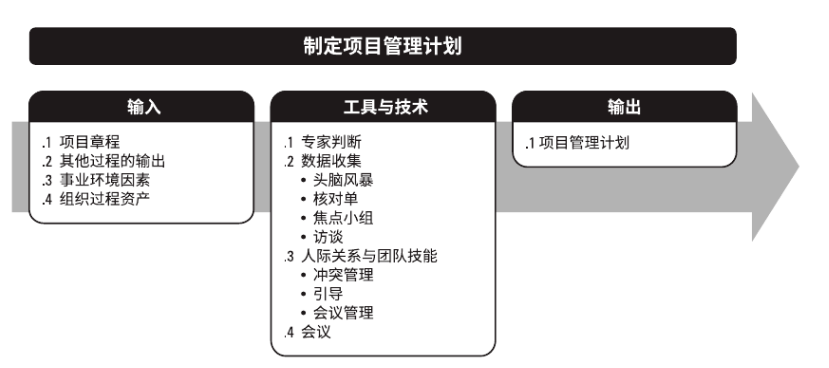 制定项目管理计划
输入
.1 项目章程
.2 其他过程的输出
.3 事业环境因素
.4 组织过程资产
工具与技术
.1 专家判断
.2 数据收集
• 头脑风暴
• 核对单
• 焦点小组
• 访谈
.3 人际关系与团队技能
• 冲突管理
• 引导
• 会议管理
.4 会议
输出
.1 项目管理计划